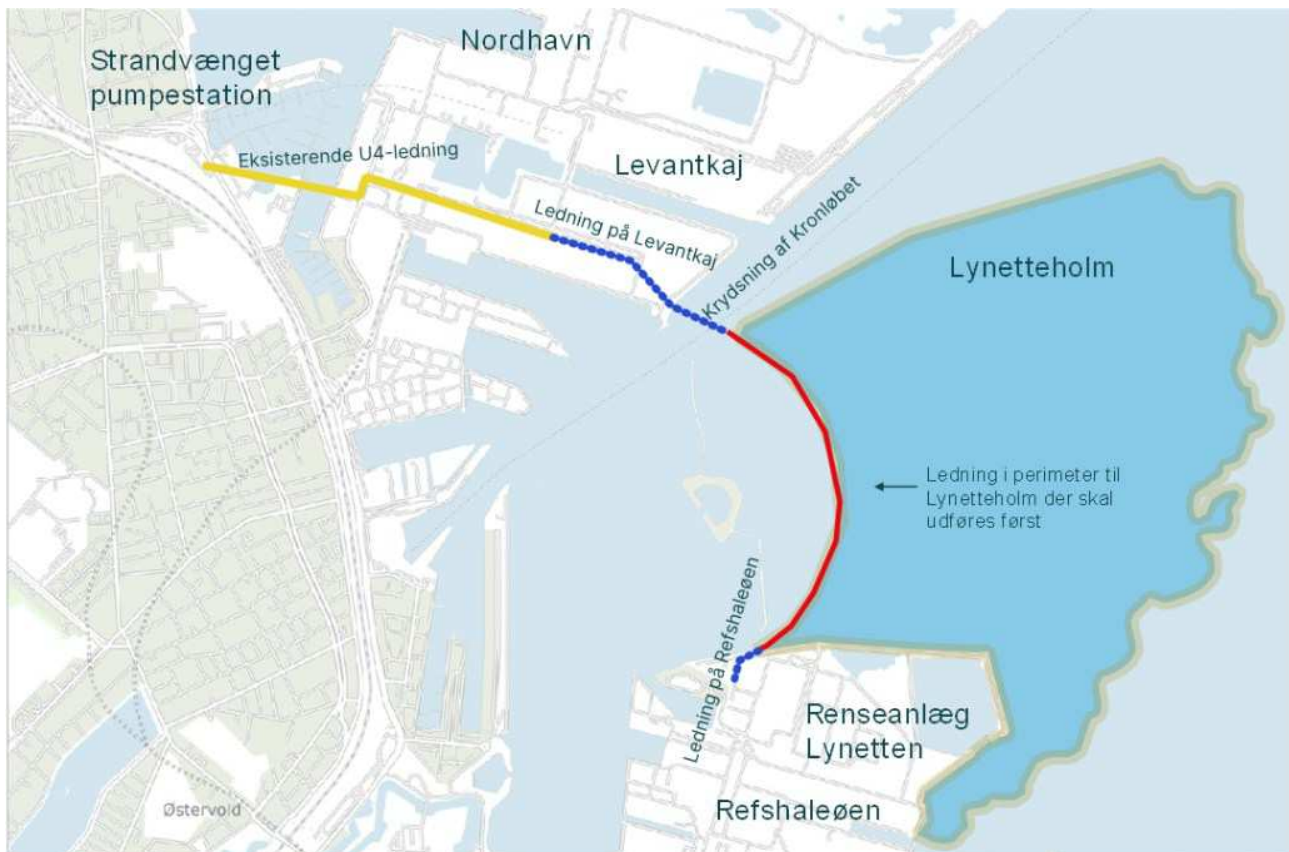 Nordhavn
Strandvænget
pumpestation
Eksisterende U4-ledning
Levantkaj
Ledning på Levantkaj
Krydsning af Kronløbet
Lynetteholm
Ledning i perimeter til
Lynetteholm der skal
udføres først
Ledning på Refshaleøen
Renseanlæg
Lynetten
Refshaleøen
Østervold